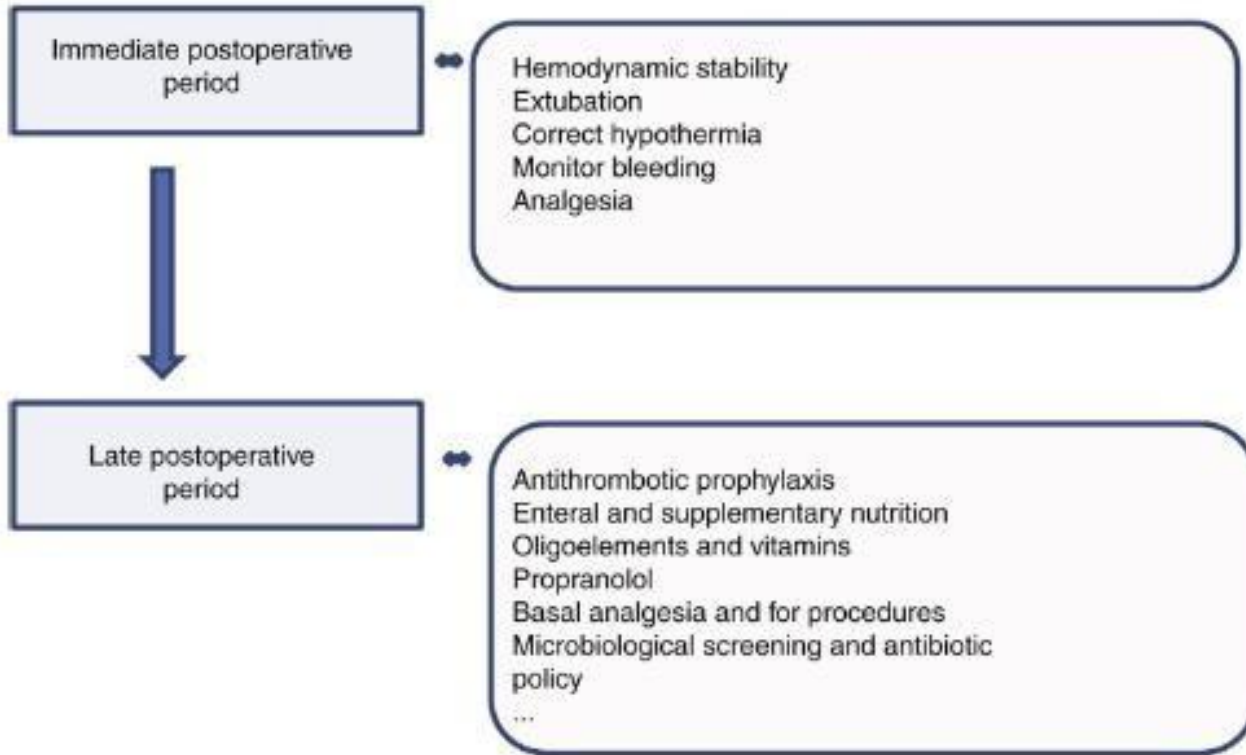 Immediate postoperative
period
Hemodynamic stability
Extubation
Correct hypothermia
Monitor bleeding
Analgesia
Late postoperative
period
Antithrombotic prophylaxis
Enteral and supplementary nutrition
Oligoelements and vitamins
Propranolol
Basal analgesia and for procedures
Microbiological screening and antibiotic
policy
...